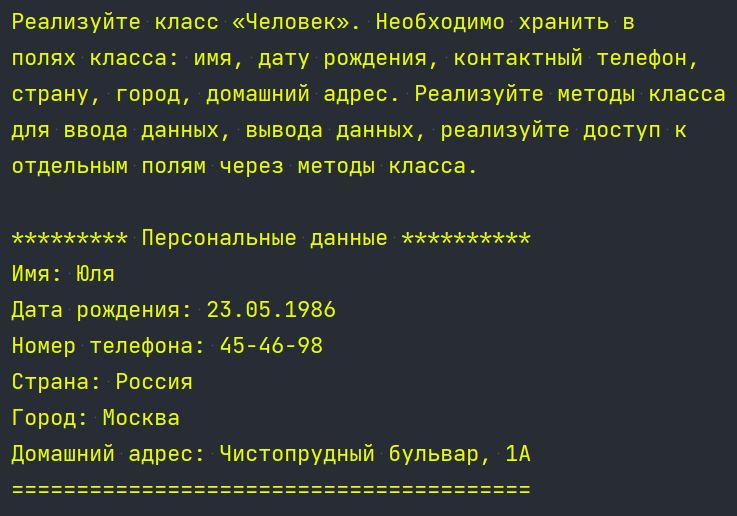 Реализуйте класс «Человек». Необходимо хранить в
полях класса: имя, дату рождения, контактный телефон,
страну, город, домашний адрес. Реализуйте методы класса
для ввода данных, вывода данных, реализуйте доступ к
отдельным полям через методы класса.
********* Персональные данные **********
Имя: Юля
Дата рождения: 23.05.1986
Номер телефона: 45-46-98
Страна: Россия
Город: Москва
Домашний адрес: Чистопрудный бульвар, 1А
========================================